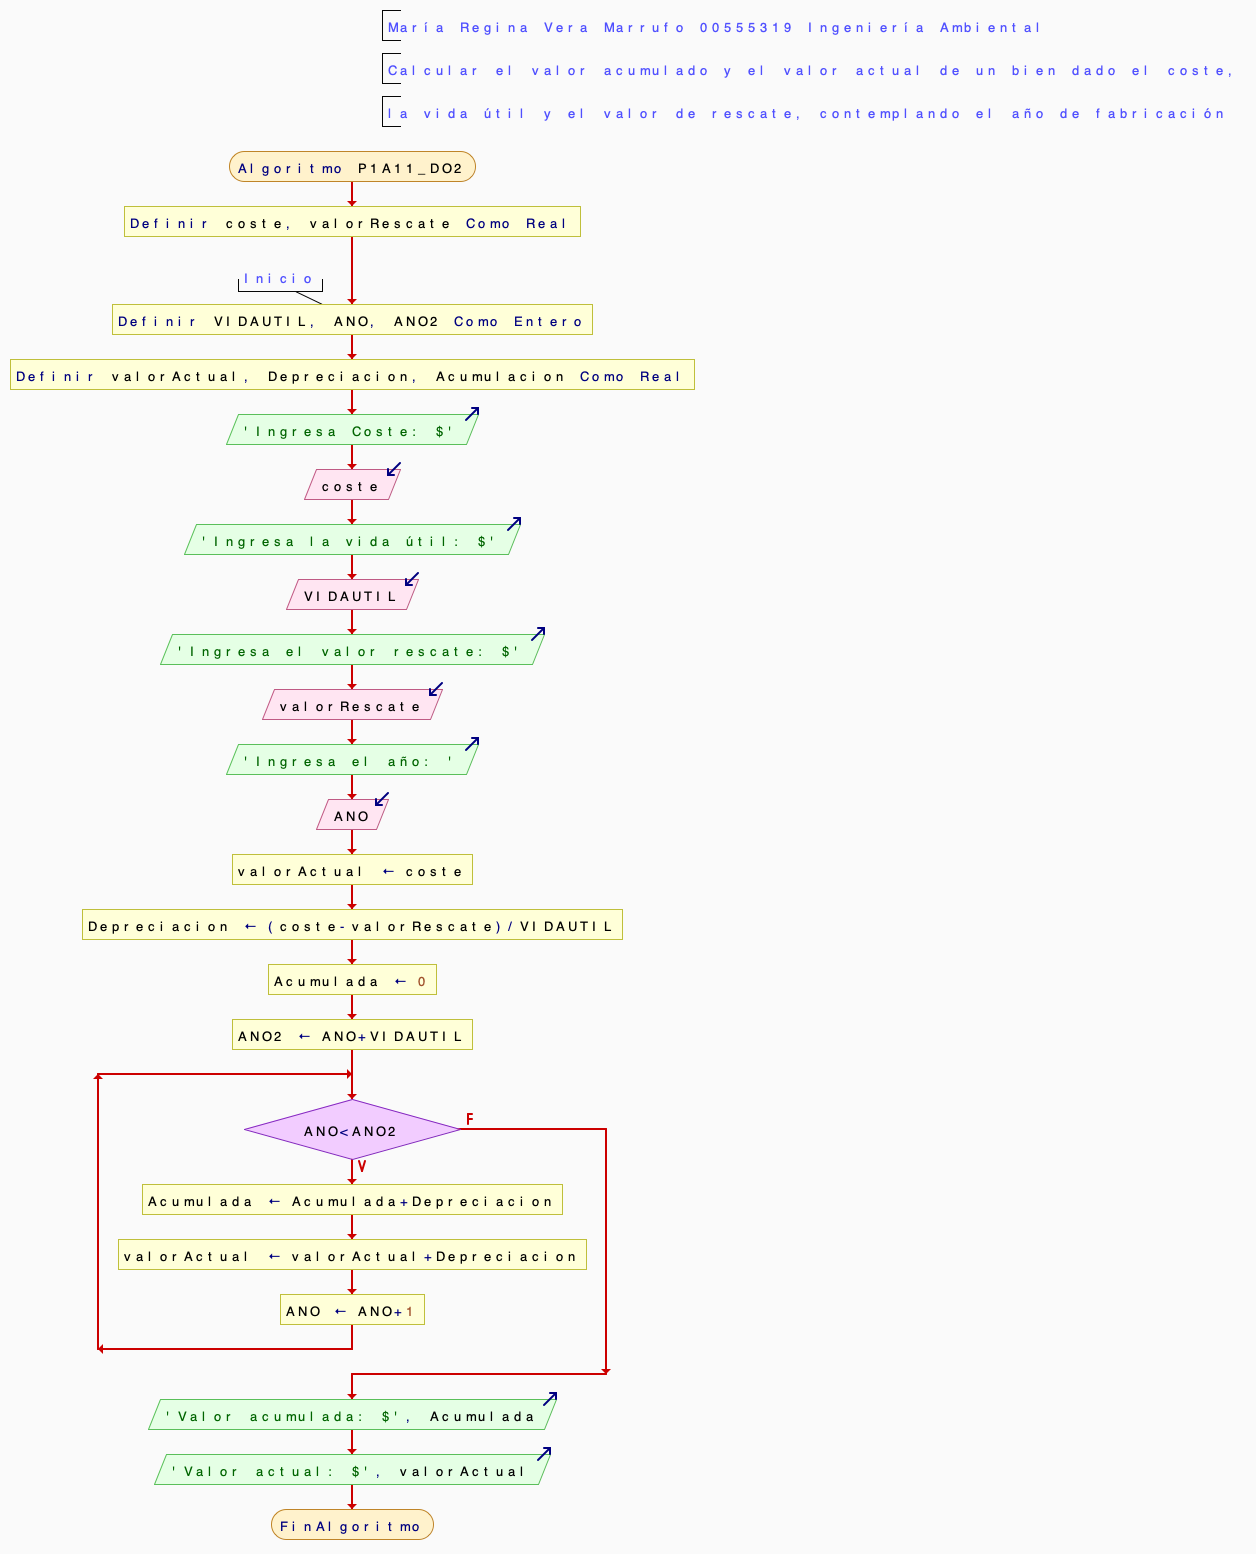 María Regina Vera Marrufo 00555319 Ingeniería Ambiental
Calcular el valor acumulado y el valor actual de un bien dado el coste,
la vida útil y el valor de rescate, contemplando el año de fabricación
Algoritmo P1A11_DO2
Definir coste, valorRescate Como Real
Inicio
Definir VIDAUTIL, ANO, ANO2 Como Entero
Definir valorActual, Depreciacion, Acumulacion Como Real
'Ingresa Coste: $'
coste
'Ingresa la vida útil: $'
VIDAUTIL
'Ingresa el valor rescate: $'
valorRescate
'Ingresa el año: '
ANO
valorActual ← coste
Depreciacion ← (coste-valorRescate)/VIDAUTIL
Acumulada ← 0
ANO2 ← ANO+VIDAUTIL
ANO<ANO2
F
V
Acumulada ← Acumulada+Depreciacion
valorActual ← valorActual+Depreciacion
ANO ← ANO+1
'Valor acumulada: $', Acumulada
'Valor actual: $', valorActual
FinAlgoritmo